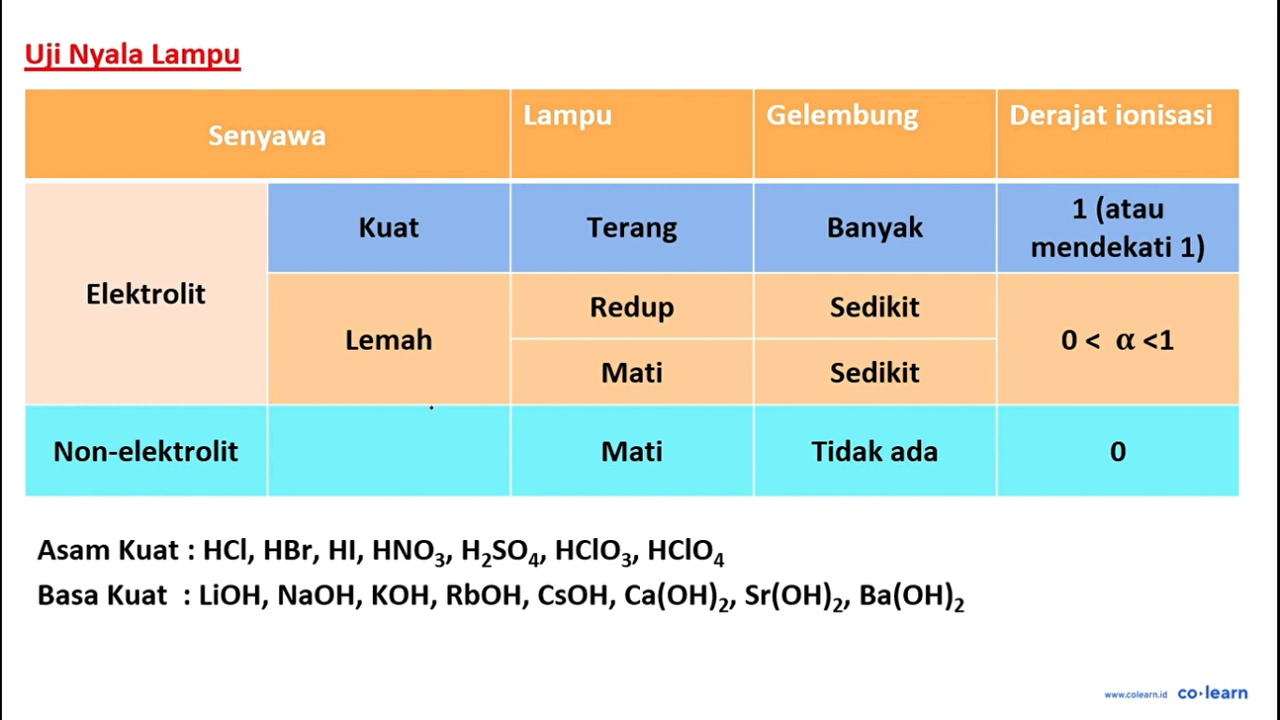 Uji Nyala Lampu
Senyawa Lampu Gelembung Derajat ionisasi
Elektrolit Kuat Terang Banyak 1 (atau
mendekati 1)
Lemah Redup Sedikit 0 < α <1
Mati Sedikit
Non-elektrolit Mati Tidak ada 0
Asam Kuat : HCl, HBr, HI, HNO₃, H₂SO₄, HClO₃, HClO₄
Basa Kuat : LiOH, NaOH, KOH, RbOH, CsOH, Ca(OH)₂, Sr(OH)₂, Ba(OH)₂
www.colearn.id co·learn